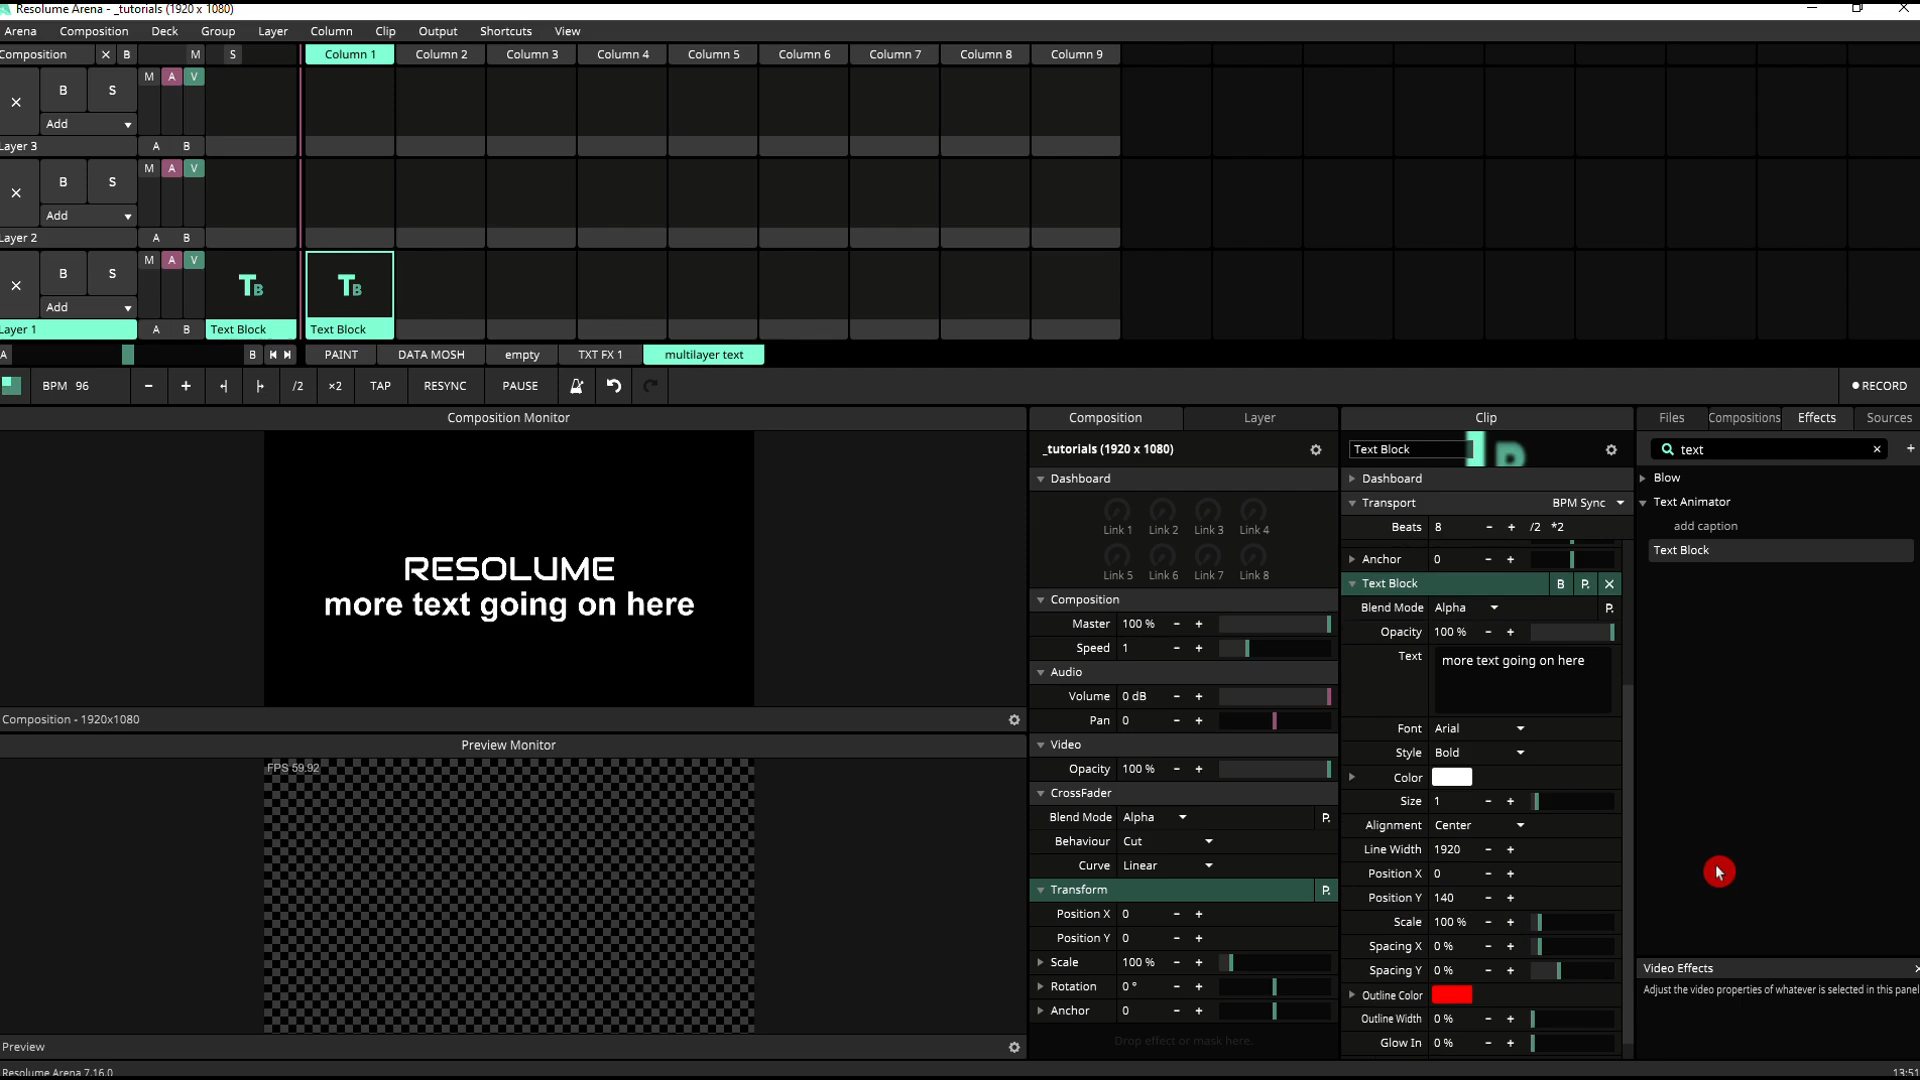 Resolume Arena - _tutorials (1920 x 1080)
Arena Composition Deck Group Layer Column Clip Output Shortcuts View
Composition × B M S Column 1 Column 2 Column 3 Column 4 Column 5 Column 6 Column 7 Column 8 Column 9
M A V
× B S
Add
Layer 3 A B
M A V
× B S
Add
Layer 2 A B
M A V
× B S TB TB
Add
Layer 1 A B Text Block Text Block
A B PAINT DATA MOSH empty TXT FX 1 multilayer text
BPM 96 - + /2 ×2 TAP RESYNC PAUSE RECORD
Composition Monitor
RESOLUME
more text going on here
Composition - 1920x1080
Preview Monitor
FPS 59.92
Preview
Resolume Arena 7.16.0
Composition Layer
_tutorials (1920 x 1080)
Dashboard
Link 1 Link 2 Link 3 Link 4
Link 5 Link 6 Link 7 Link 8
Composition
Master 100 % - +
Speed 1 - +
Audio
Volume 0 dB - +
Pan 0 - +
Video
Opacity 100 % - +
CrossFader
Blend Mode Alpha P.
Behaviour Cut
Curve Linear
Transform P.
Position X 0 - +
Position Y 0 - +
Scale 100 % - +
Rotation 0 ° - +
Anchor 0 - +
Drop effect or mask here.
Clip
Text Block
Dashboard
Transport BPM Sync
Beats 8 - + /2 *2
Anchor 0 - +
Text Block B P. ×
Blend Mode Alpha P.
Opacity 100 % - +
Text more text going on here
Font Arial
Style Bold
Color
Size 1 - +
Alignment Center
Line Width 1920 - +
Position X 0 - +
Position Y 140 - +
Scale 100 % - +
Spacing X 0 % - +
Spacing Y 0 % - +
Outline Color
Outline Width 0 % - +
Glow In 0 % - +
Files Compositions Effects Sources
text × +
Blow
Text Animator
add caption
Text Block
Video Effects ×
Adjust the video properties of whatever is selected in this panel
13:51